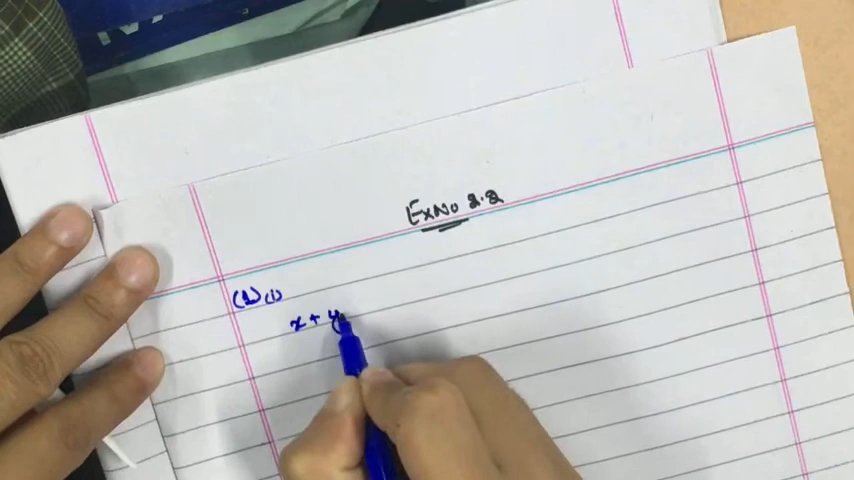 Ex No 2.2
(1) (i)
x + y